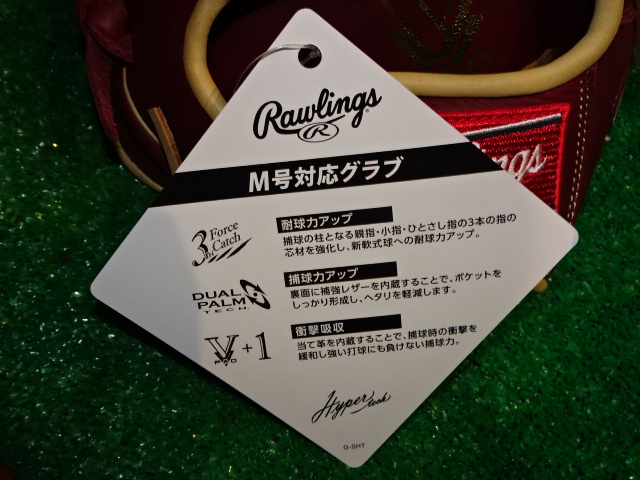 Rawlings
R
M号対応グラブ
3 Force Catch
耐球力アップ
捕球の柱となる親指・小指・ひとさし指の3本の指の
芯材を強化し、新軟式球への耐球力アップ。
DUAL
PALM
TECH.
捕球力アップ
裏面に補強レザーを内蔵することで、ポケットを
しっかり形成し、ヘタリを軽減します。
V+1
PRO
衝撃吸収
当て革を内蔵することで、捕球時の衝撃を
緩和し強い打球にも負けない捕球力。
Hyper tech
G-SHT
ngs